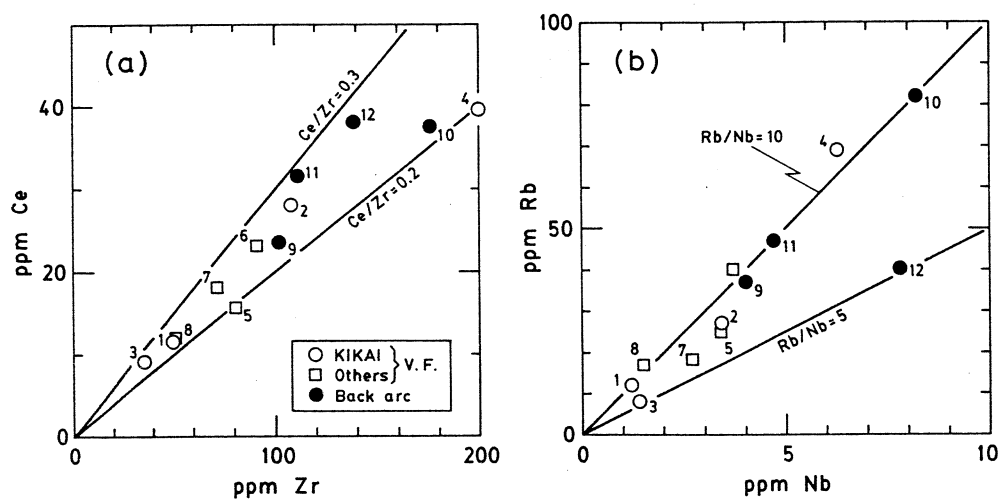 (a)
ppm Ce
40
20
0
0
100
200
ppm Zr
Ce/Zr=0.3
Ce/Zr=0.2
4
12
10
11
2
6
9
7
5
1
8
3
KIKAI
Others
V.F.
Back arc
(b)
ppm Rb
100
50
0
0
5
10
ppm Nb
Rb/Nb=10
Rb/Nb=5
10
4
11
9
12
2
5
8
7
1
3